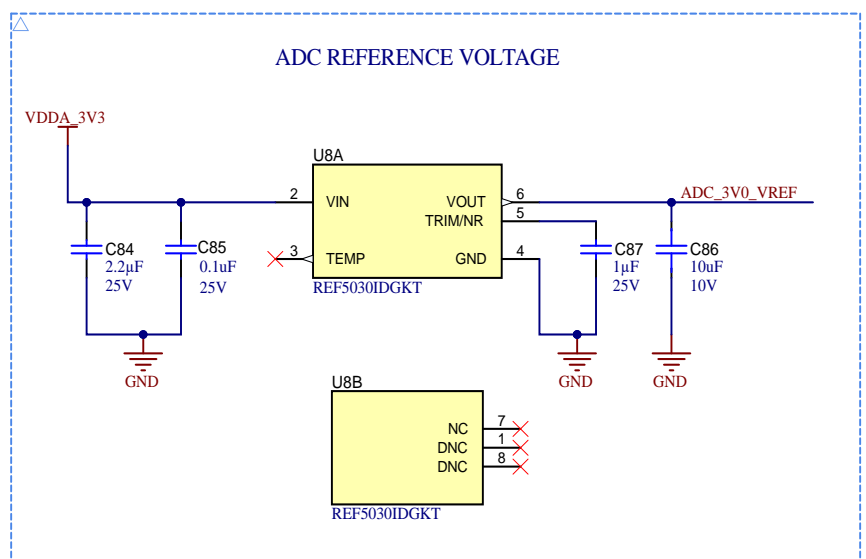 ADC REFERENCE VOLTAGE
VDDA_3V3
U8A
2 VIN VOUT 6 ADC_3V0_VREF
TRIM/NR 5
3 TEMP GND 4
REF5030IDGKT
C84
2.2µF
25V
C85
0.1uF
25V
C87
1µF
25V
C86
10uF
10V
GND
GND
GND
U8B
NC 7
DNC 1
DNC 8
REF5030IDGKT